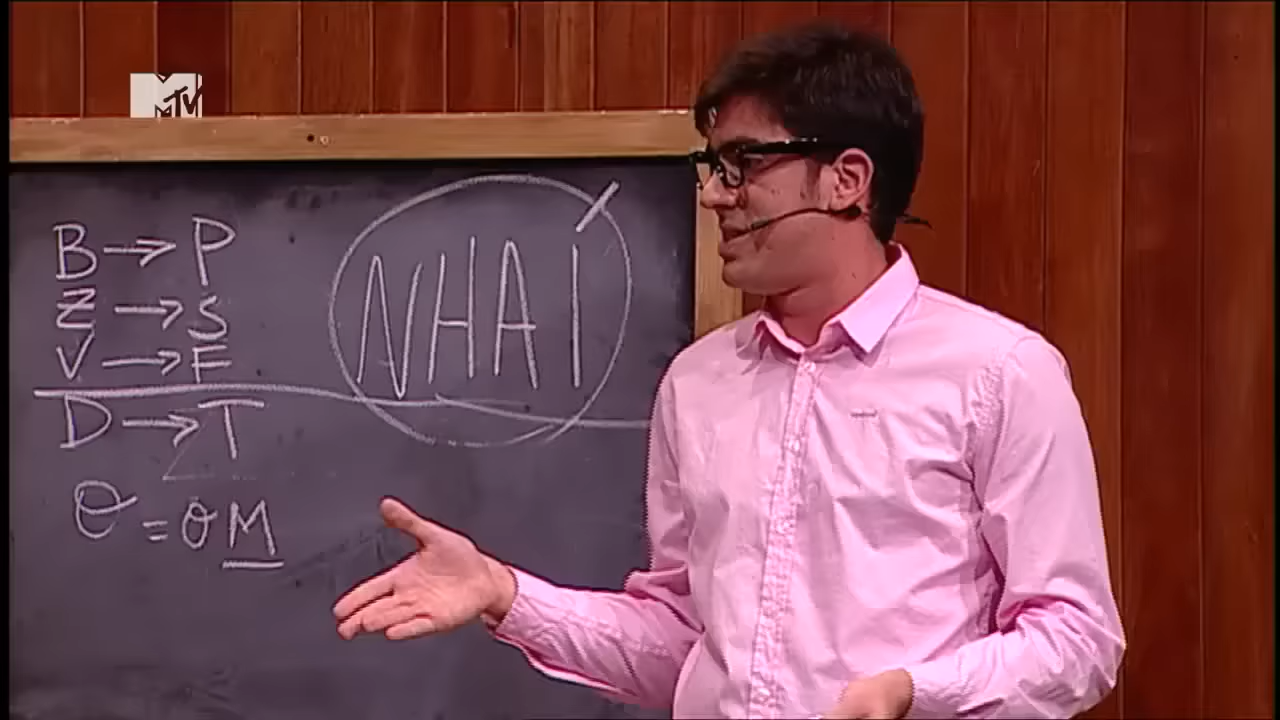 MTV
B → P
Z → S
V → F
D → T
O = OM
NHAÍ